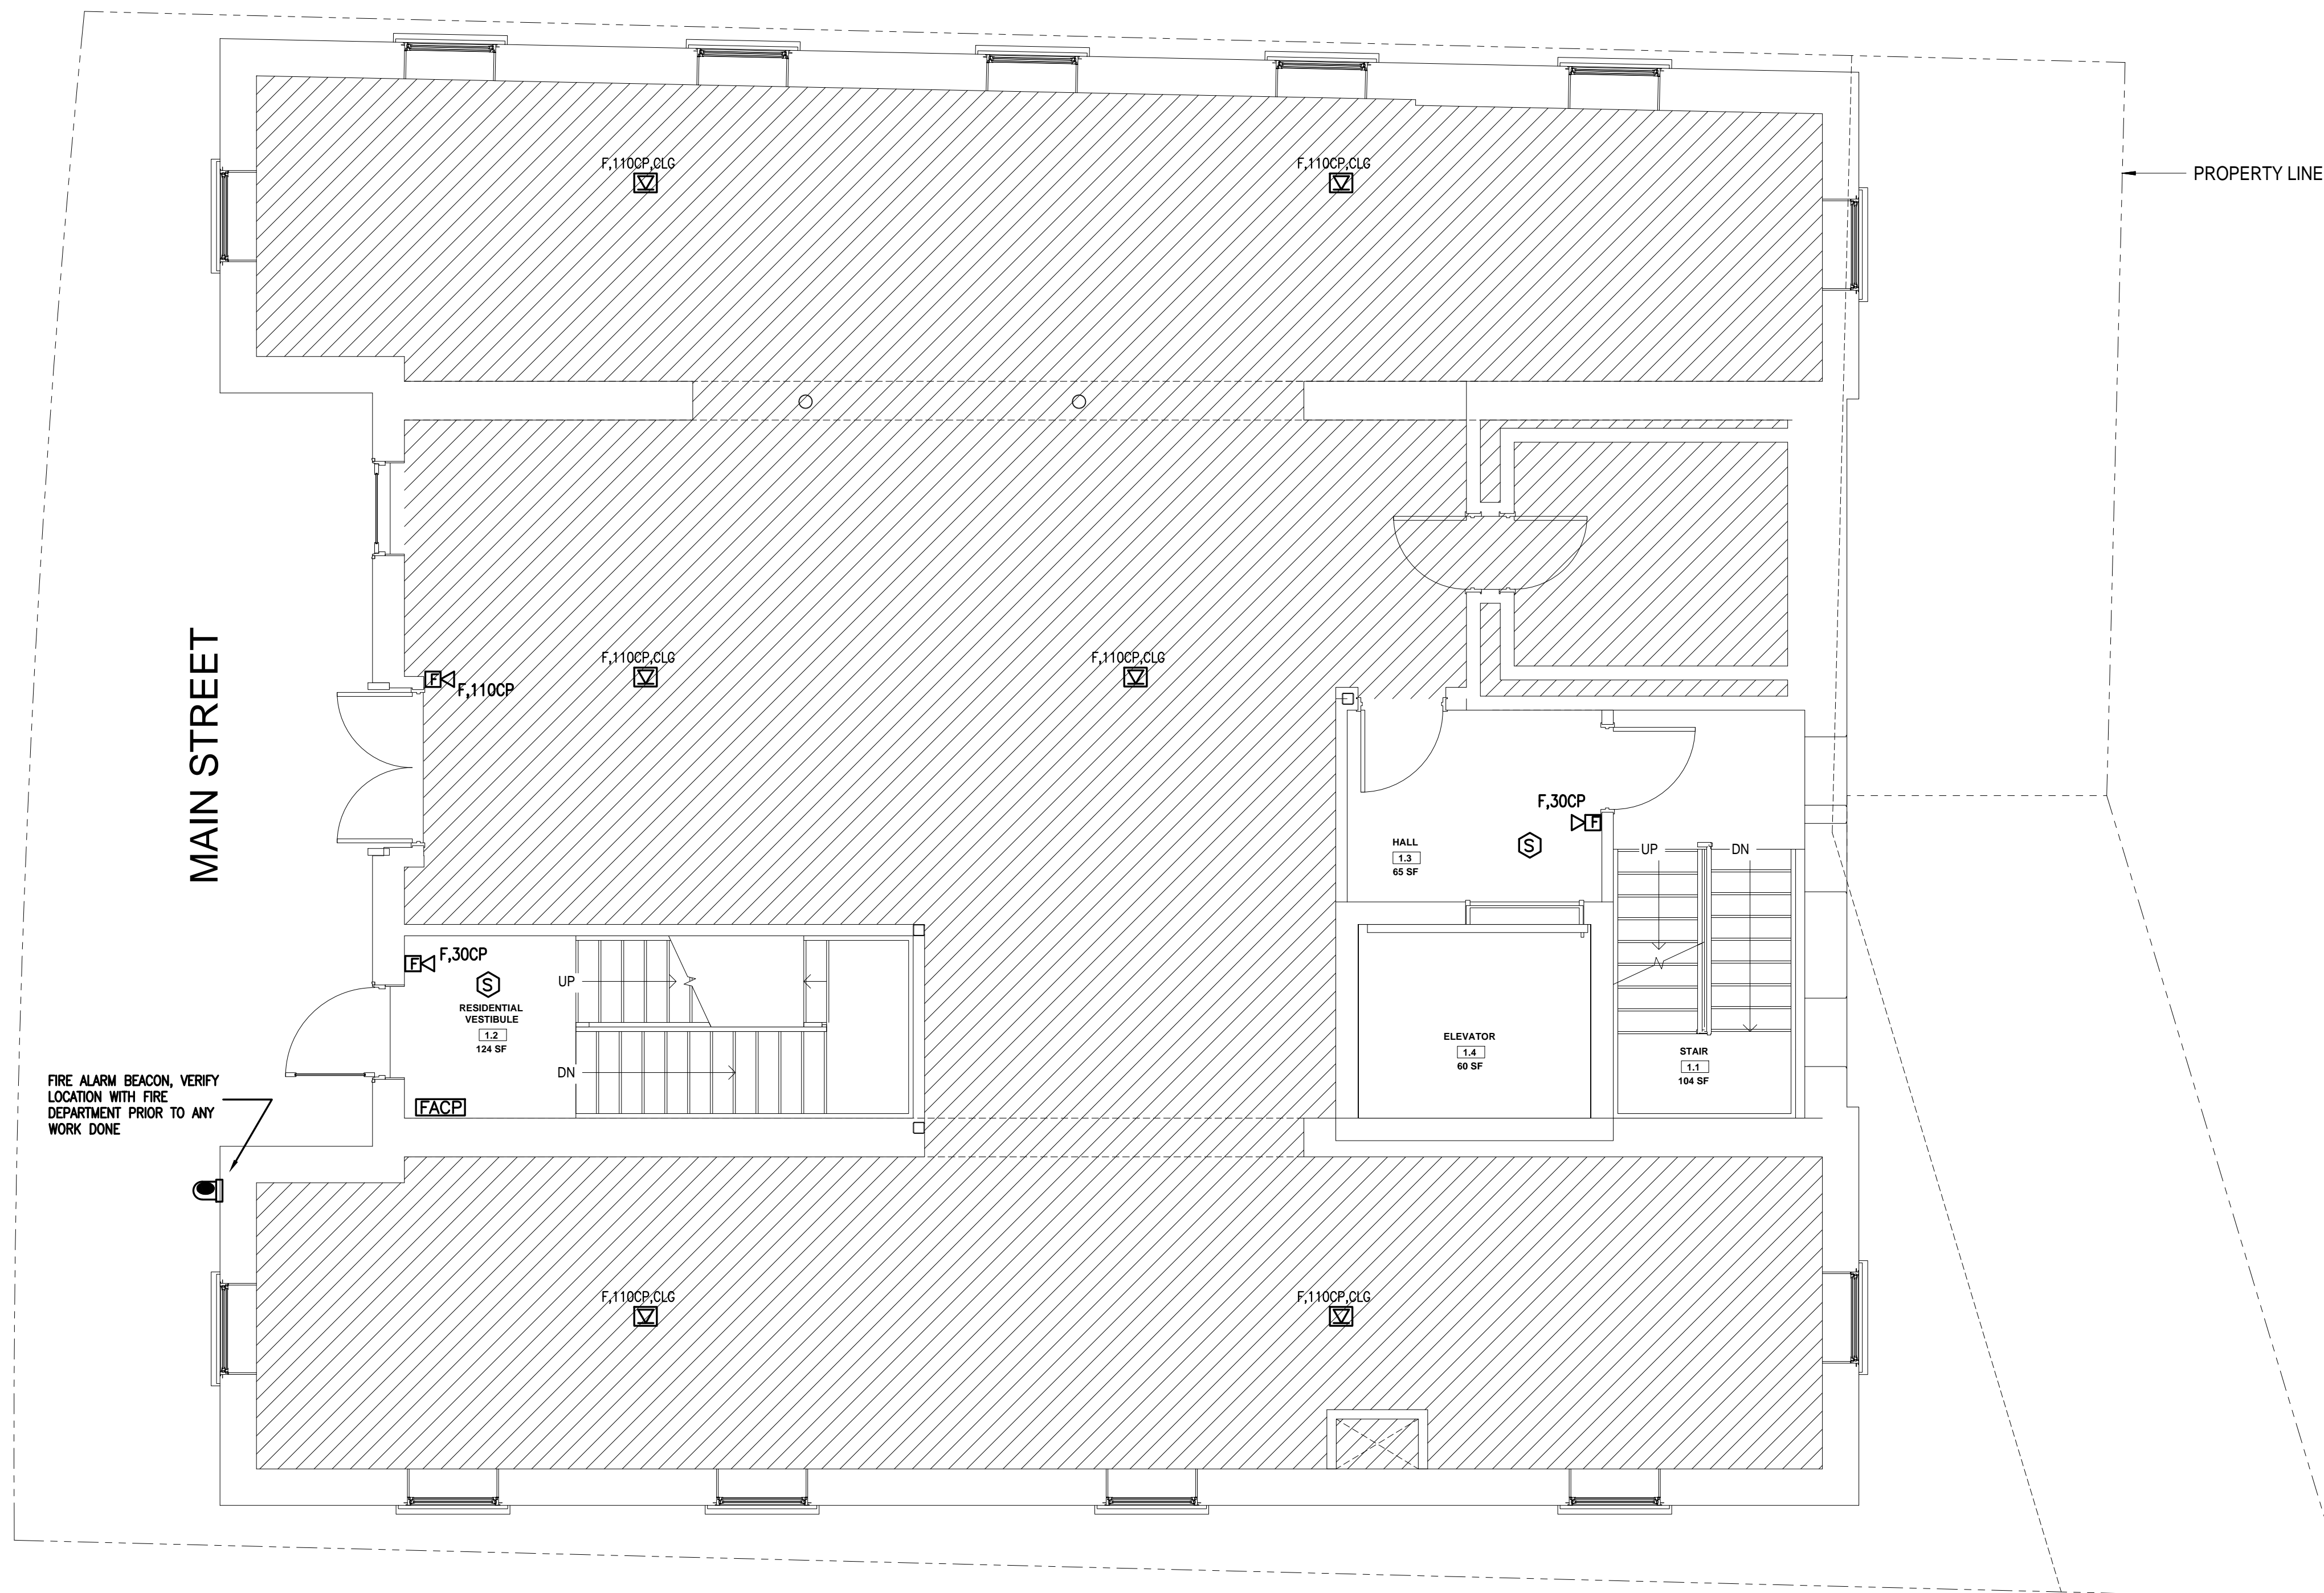 F,110CP,CLG
F,110CP,CLG
PROPERTY LINE
MAIN STREET
F,110CP,CLG
F,110CP,CLG
F
F,110CP
F,30CP
F
HALL
1.3
65 SF
S
UP
DN
F
F,30CP
S
RESIDENTIAL
VESTIBULE
1.2
124 SF
UP
DN
FACP
ELEVATOR
1.4
60 SF
STAIR
1.1
104 SF
FIRE ALARM BEACON, VERIFY
LOCATION WITH FIRE
DEPARTMENT PRIOR TO ANY
WORK DONE
F,110CP,CLG
F,110CP,CLG